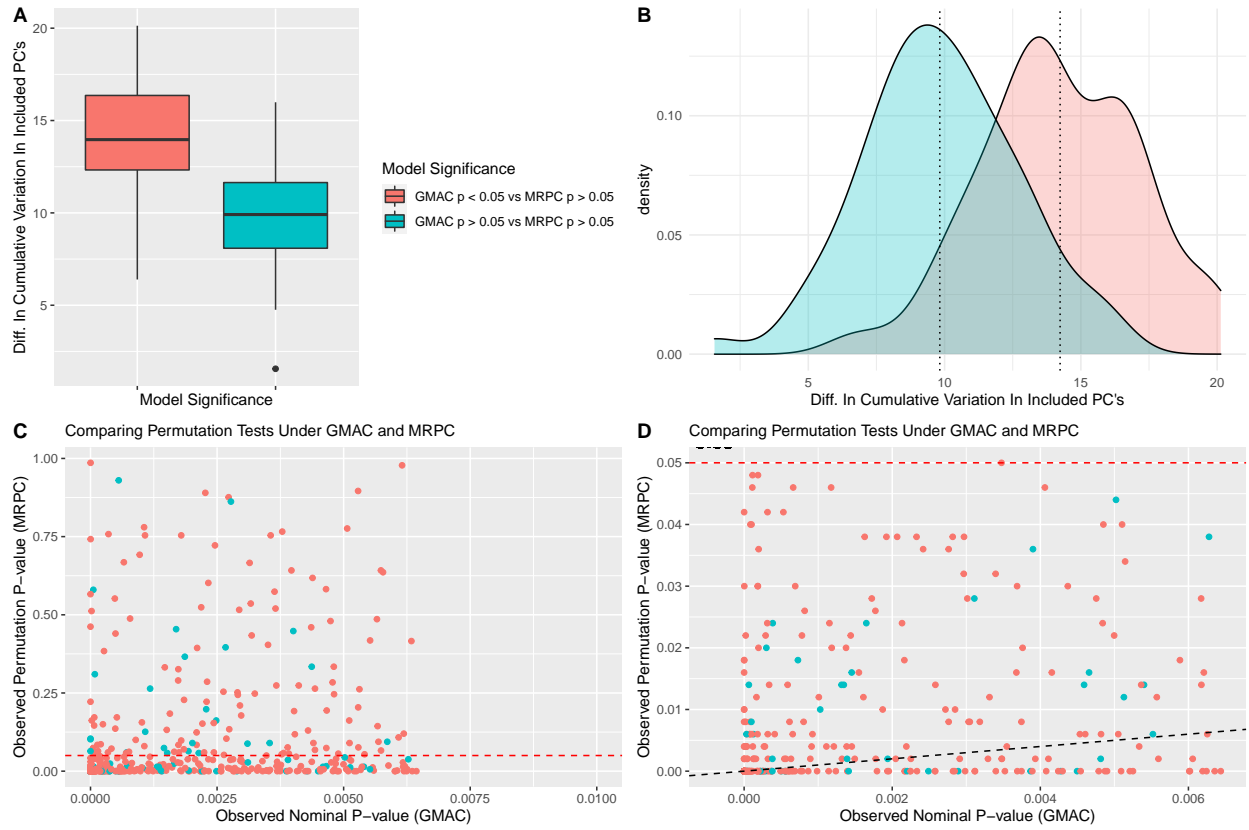 A
Diff. In Cumulative Variation In Included PC's
20
15
10
5
Model Significance
Model Significance
GMAC p < 0.05 vs MRPC p > 0.05
GMAC p > 0.05 vs MRPC p > 0.05
B
density
0.10
0.05
0.00
5
10
15
20
Diff. In Cumulative Variation In Included PC's
C
Comparing Permutation Tests Under GMAC and MRPC
Observed Permutation P−value (MRPC)
1.00
0.75
0.50
0.25
0.00
0.0000
0.0025
0.0050
0.0075
0.0100
Observed Nominal P−value (GMAC)
D
Comparing Permutation Tests Under GMAC and MRPC
Observed Permutation P−value (MRPC)
0.05
0.04
0.03
0.02
0.01
0.00
0.000
0.002
0.004
0.006
Observed Nominal P−value (GMAC)